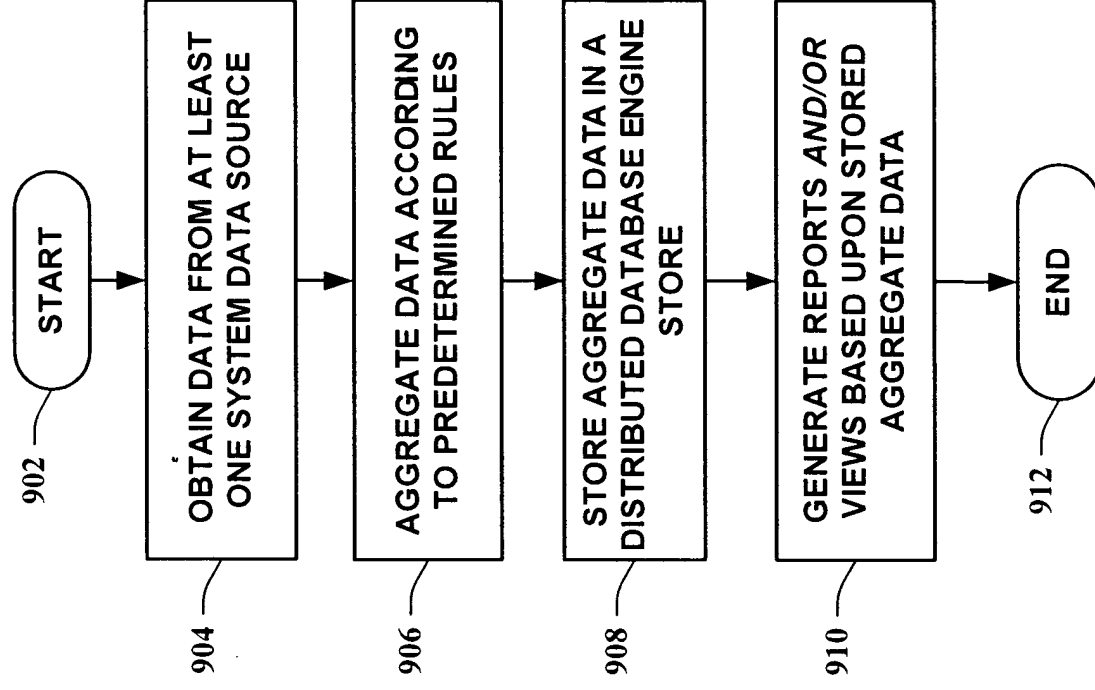 START
902
OBTAIN DATA FROM AT LEAST
ONE SYSTEM DATA SOURCE
904
AGGREGATE DATA ACCORDING
TO PREDETERMINED RULES
906
STORE AGGREGATE DATA IN A
DISTRIBUTED DATABASE ENGINE
STORE
908
GENERATE REPORTS AND/OR
VIEWS BASED UPON STORED
AGGREGATE DATA
910
END
912